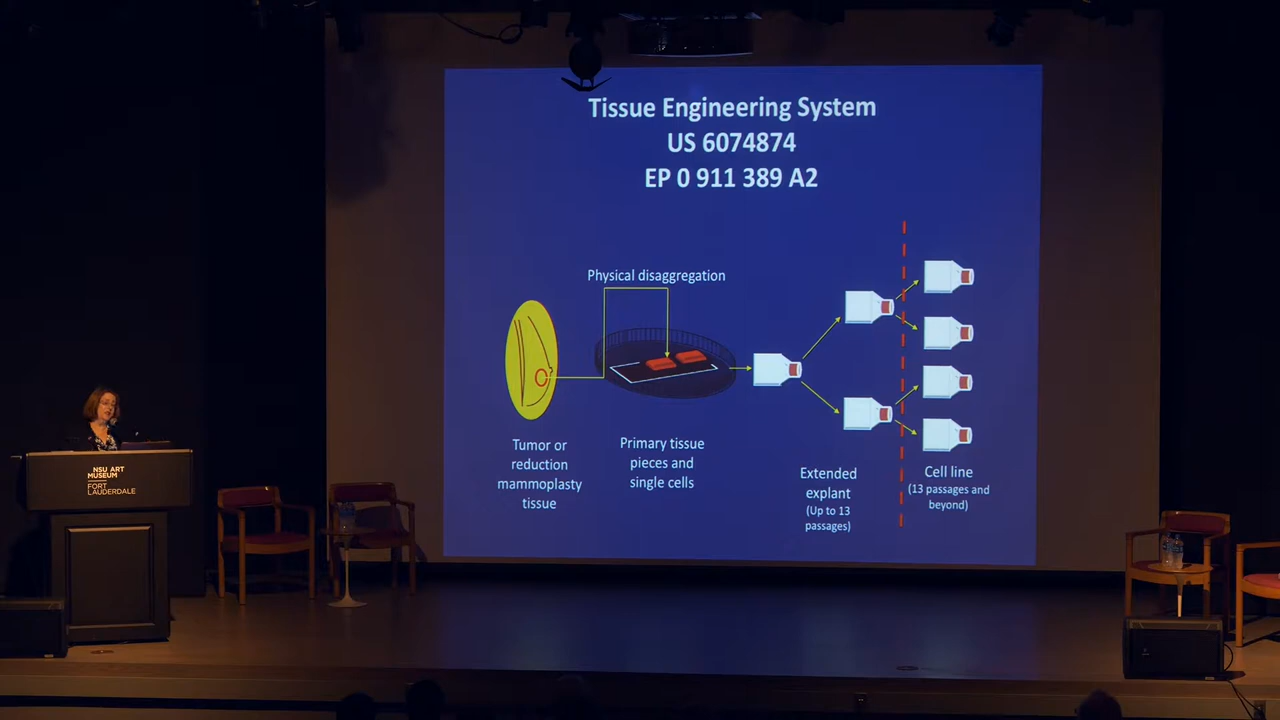 Tissue Engineering System
US 6074874
EP 0 911 389 A2
Physical disaggregation
Tumor or
reduction
mammoplasty
tissue
Primary tissue
pieces and
single cells
Extended
explant
(Up to 13
passages)
Cell line
(13 passages and
beyond)
NSU ART
MUSEUM
FORT
LAUDERDALE